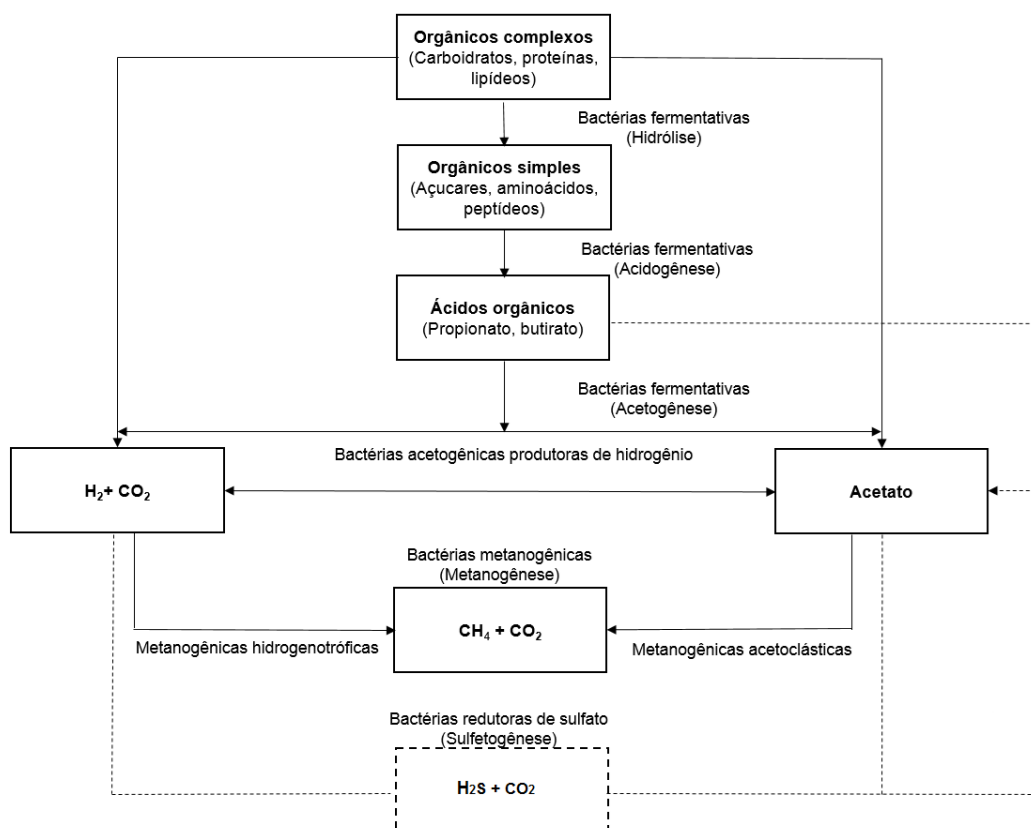 Orgânicos complexos
(Carboidratos, proteínas,
lipídeos)
Bactérias fermentativas
(Hidrólise)
Orgânicos simples
(Açucares, aminoácidos,
peptídeos)
Bactérias fermentativas
(Acidogênese)
Ácidos orgânicos
(Propionato, butirato)
Bactérias fermentativas
(Acetogênese)
Bactérias acetogênicas produtoras de hidrogênio
H₂+ CO₂
Acetato
Bactérias metanogênicas
(Metanogênese)
CH₄ + CO₂
Metanogênicas hidrogenotróficas
Metanogênicas acetoclásticas
Bactérias redutoras de sulfato
(Sulfetogênese)
H2S + CO2